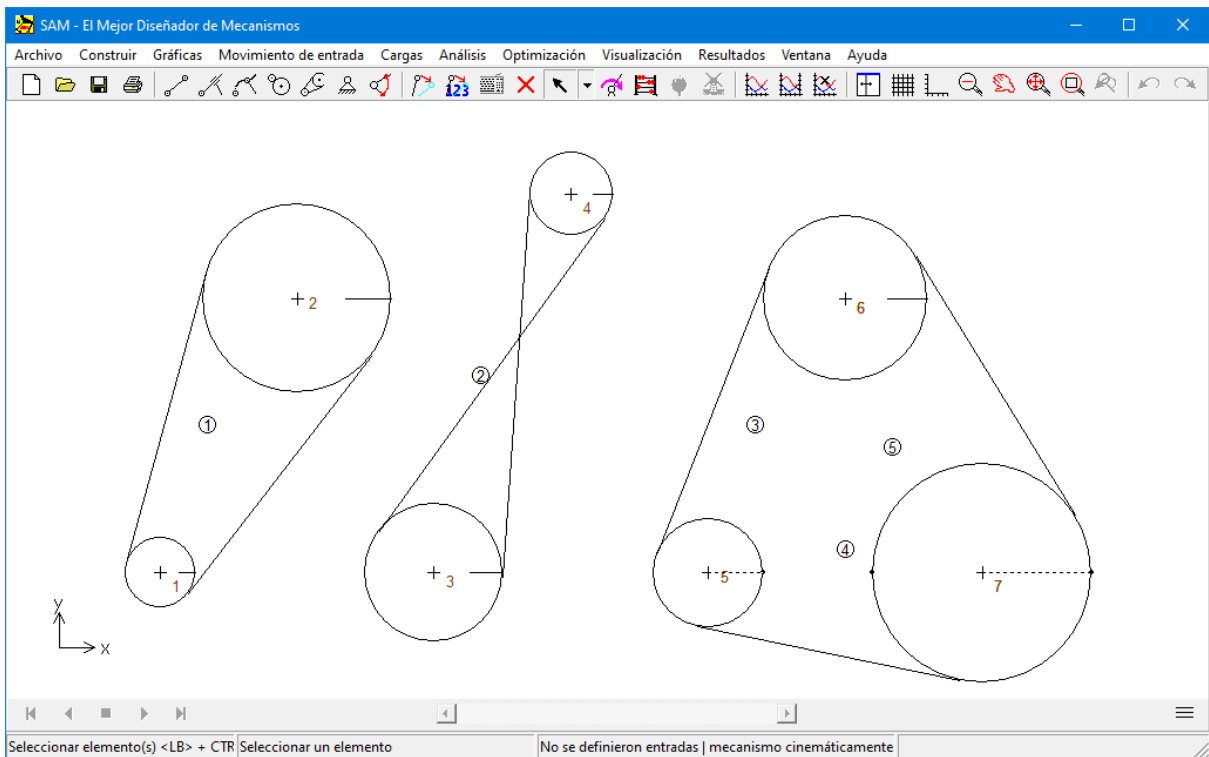 SAM - El Mejor Diseñador de Mecanismos
Archivo Construir Gráficas Movimiento de entrada Cargas Análisis Optimización Visualización Resultados Ventana Ayuda
123
4
2
6
2
1
3
5
4
1
3
5
7
y
x
Seleccionar elemento(s) <LB> + CTR Seleccionar un elemento No se definieron entradas | mecanismo cinemáticamente